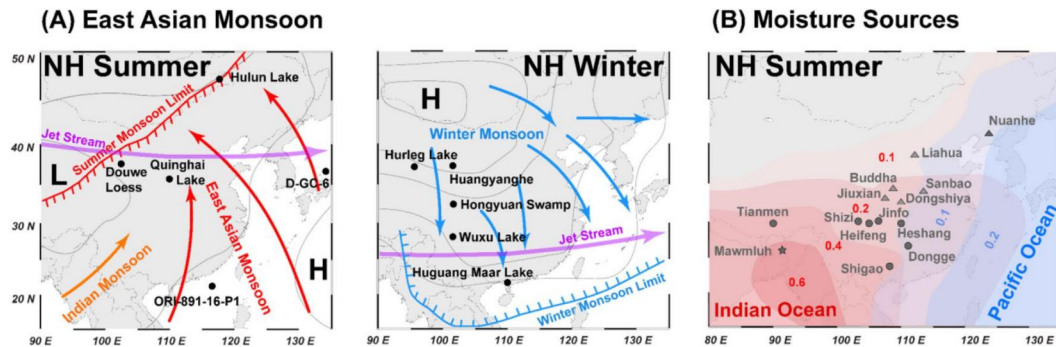 (A) East Asian Monsoon
(B) Moisture Sources
50 N
40 N
30 N
20 N
NH Summer
Hulun Lake
Summer Monsoon Limit
Jet Stream
L
Douwe
Loess
Quinghai
Lake
D-GC-6
East Asian Monsoon
Indian Monsoon
H
ORI-891-16-P1
90 E
100 E
110 E
120 E
130 E
NH Winter
H
Winter Monsoon
Hurleg Lake
Huangyanghe
Hongyuan Swamp
Wuxu Lake
Jet Stream
Huguang Maar Lake
Winter Monsoon Limit
90 E
100 E
110 E
120 E
130 E
NH Summer
Nuanhe
Liahua
0.1
Buddha
Sanbao
Jiuxian
Dongshiya
0.2
Jinfo
0.1
Tianmen
Shizi
Heifeng
Heshang
0.2
Mawmluh
0.4
Dongge
Shigao
0.6
Indian Ocean
Pacific Ocean
80 E
90 E
100 E
110 E
120 E
130 E